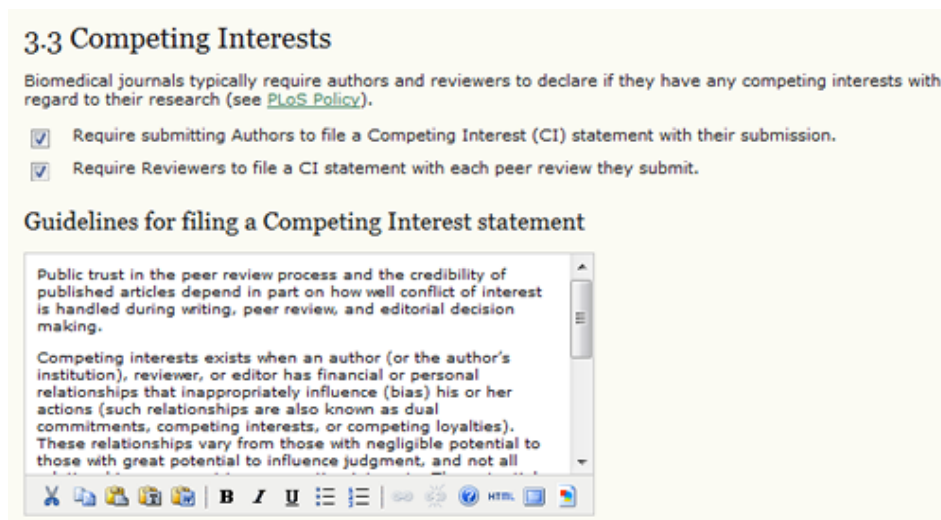 3.3 Competing Interests
Biomedical journals typically require authors and reviewers to declare if they have any competing interests with
regard to their research (see PLoS Policy).
Require submitting Authors to file a Competing Interest (CI) statement with their submission.
Require Reviewers to file a CI statement with each peer review they submit.
Guidelines for filing a Competing Interest statement
Public trust in the peer review process and the credibility of
published articles depend in part on how well conflict of interest
is handled during writing, peer review, and editorial decision
making.
Competing interests exists when an author (or the author's
institution), reviewer, or editor has financial or personal
relationships that inappropriately influence (bias) his or her
actions (such relationships are also known as dual
commitments, competing interests, or competing loyalties).
These relationships vary from those with negligible potential to
those with great potential to influence judgment, and not all
B I U HTML